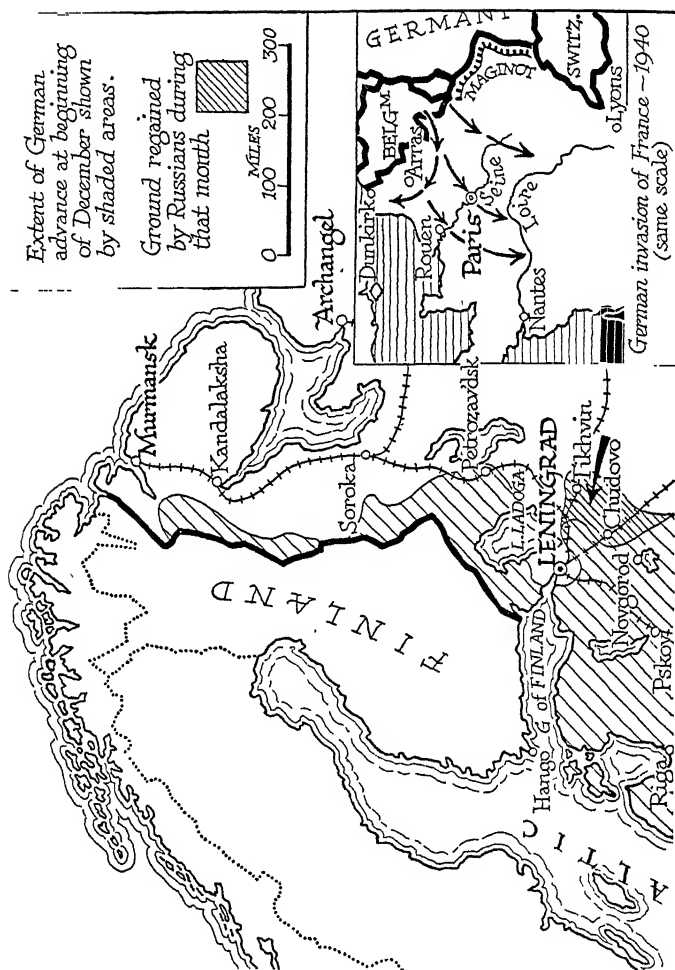 Extent of German
advance at beginning
of December shown
by shaded areas.
Ground regained
by Russians during
that month
0 100 200 300
MILES
GERMANY
BELGM.
MAGINOT
SWITZ.
Dunkirk
Arras
Rouen
Seine
Paris
Loire
Nantes
Lyons
German invasion of France ~ 1940
(same scale)
Murmansk
Kandalaksha
Archangel
Soroka
Petrozavdsk
FINLAND
L. LADOGA
LENINGRAD
Tikhvin
Chudovo
Novgorod
Pskov
Hango
G of FINLAND
Riga
ALTIC